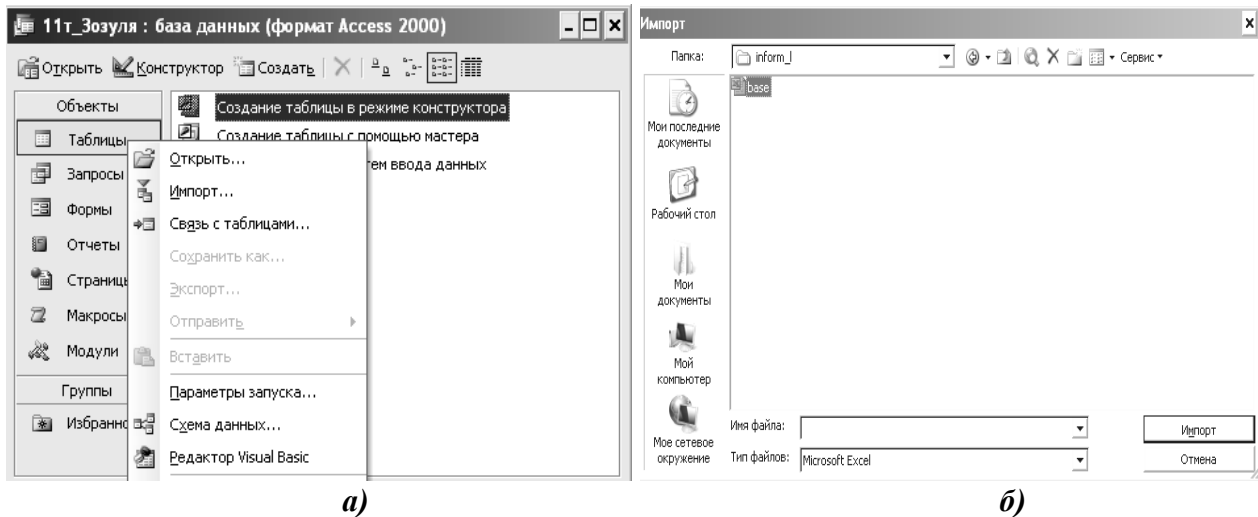 11т_Зозуля : база данных (формат Access 2000)
Открыть Конструктор Создать
Объекты
Таблицы
Запросы
Формы
Отчеты
Страниць
Макросы
Модули
Группы
Избранно
Создание таблицы в режиме конструктора
Создание таблицы с помощью мастера
тем ввода данных
Открыть...
Импорт...
Связь с таблицами...
Сохранить как...
Экспорт...
Отправить
Вставить
Параметры запуска...
Схема данных...
Редактор Visual Basic
а)
Импорт
Папка: inform_l Сервис
base
Мои последние
документы
Рабочий стол
Мои
документы
Мой
компьютер
Мое сетевое
окружение
Имя файла: Импорт
Тип файлов: Microsoft Excel Отмена
б)